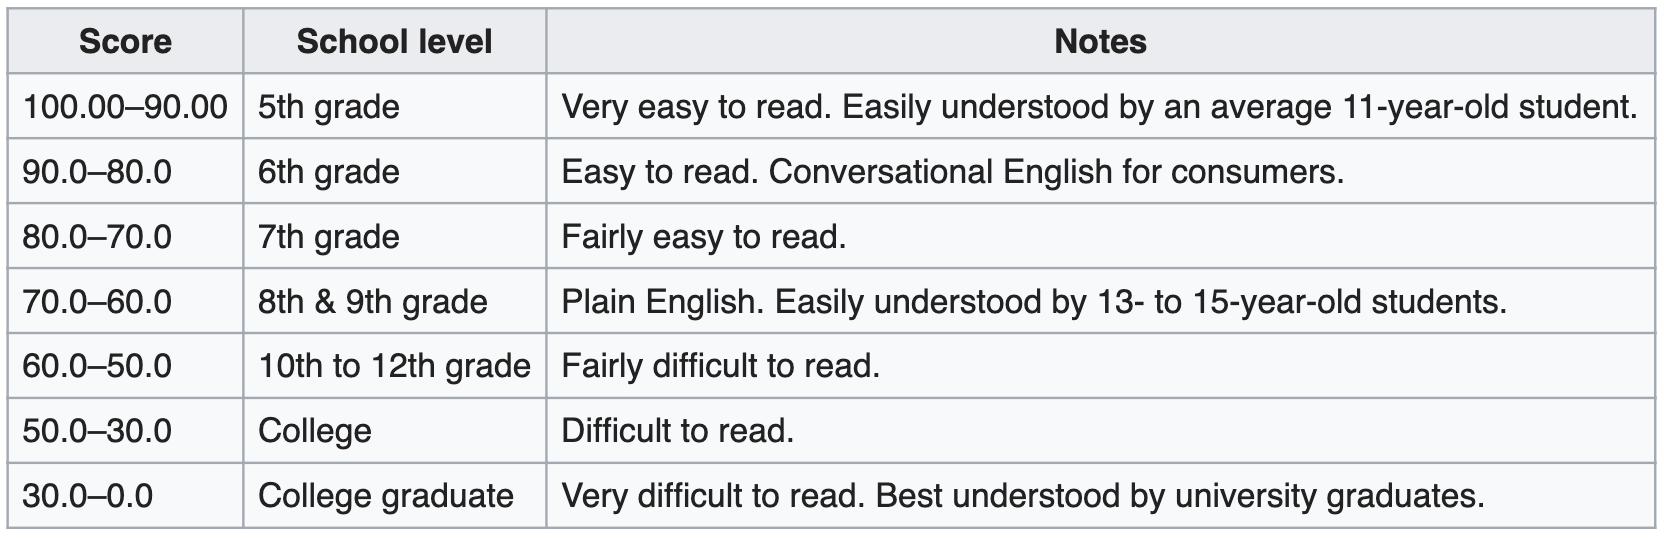 Score School level Notes
100.00–90.00 5th grade Very easy to read. Easily understood by an average 11-year-old student.
90.0–80.0 6th grade Easy to read. Conversational English for consumers.
80.0–70.0 7th grade Fairly easy to read.
70.0–60.0 8th & 9th grade Plain English. Easily understood by 13- to 15-year-old students.
60.0–50.0 10th to 12th grade Fairly difficult to read.
50.0–30.0 College Difficult to read.
30.0–0.0 College graduate Very difficult to read. Best understood by university graduates.